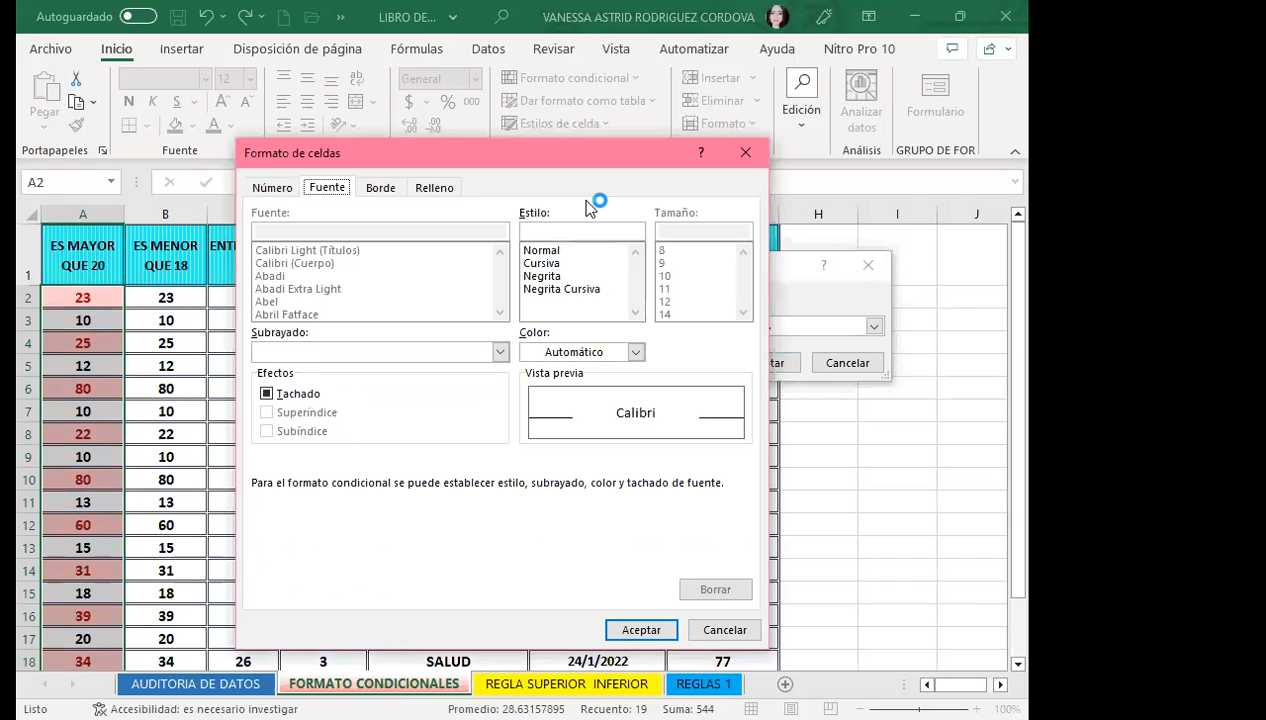 Autoguardado
LIBRO DE...
VANESSA ASTRID RODRIGUEZ CORDOVA
Archivo Inicio Insertar Disposición de página Fórmulas Datos Revisar Vista Automatizar Ayuda Nitro Pro 10
Pegar
12
General
Formato condicional
Insertar
Edición
Analizar datos
Formulario
N K S
$ % 000
Dar formato como tabla
Eliminar
Estilos de celda
Formato
Portapapeles Fuente Análisis GRUPO DE FOR
Formato de celdas
A2
Número Fuente Borde Relleno
Fuente: Estilo: Tamaño:
Calibri Light (Títulos) Normal 8
Calibri (Cuerpo) Cursiva 9
Abadi Negrita 10
Abadi Extra Light Negrita Cursiva 11
Abel 12
Abril Fatface 14
Subrayado: Color:
Automático
Efectos Vista previa
Tachado
Superíndice
Subíndice
Calibri
Para el formato condicional se puede establecer estilo, subrayado, color y tachado de fuente.
Borrar
Aceptar Cancelar
tar Cancelar
A B H I J
1 ES MAYOR QUE 20 ES MENOR QUE 18 ENT
2 23 23
3 10 10
4 25 25
5 12 12
6 80 80
7 10 10
8 22 22
9 10 10
10 80 80
11 13 13
12 60 60
13 15 15
14 31 31
15 18 18
16 39 39
17 20 20
18 34 34 26 3 SALUD 24/1/2022 77
AUDITORIA DE DATOS FORMATO CONDICIONALES REGLA SUPERIOR INFERIOR REGLAS 1
Listo Accesibilidad: es necesario investigar Promedio: 28.63157895 Recuento: 19 Suma: 544 100%